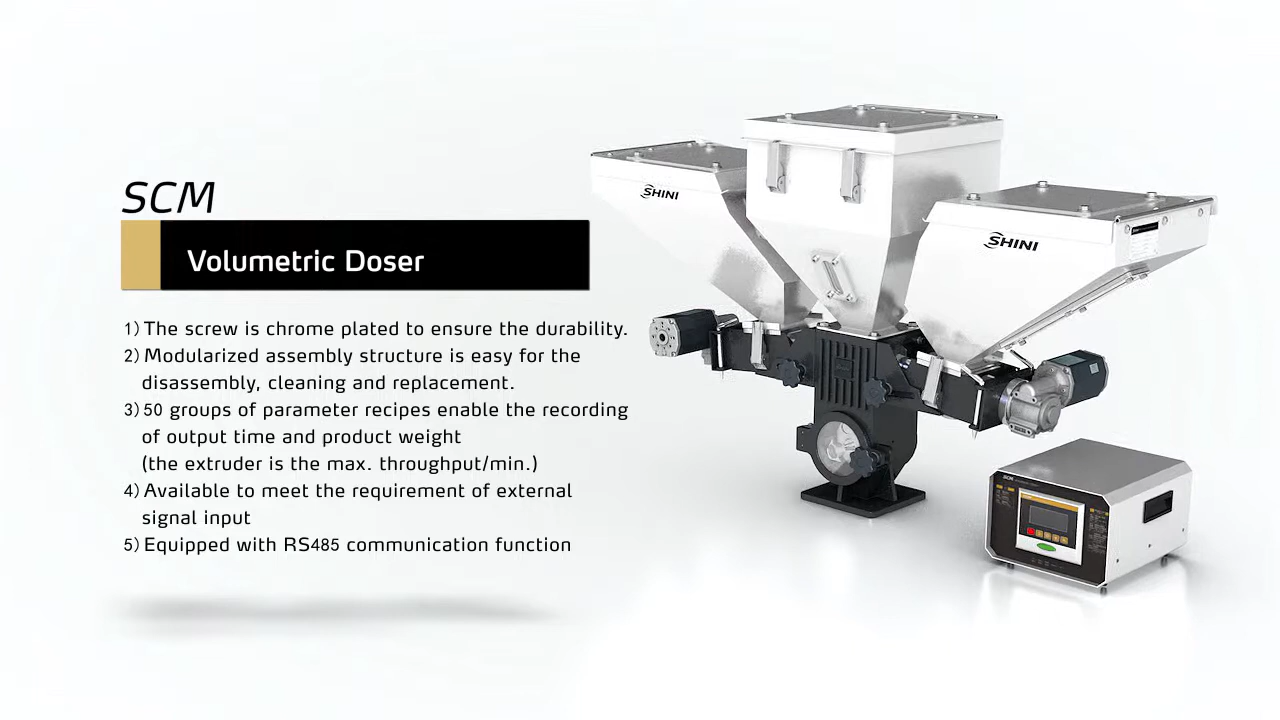 SCM
Volumetric Doser
1) The screw is chrome plated to ensure the durability.
2) Modularized assembly structure is easy for the
disassembly, cleaning and replacement.
3) 50 groups of parameter recipes enable the recording
of output time and product weight
(the extruder is the max. throughput/min.)
4) Available to meet the requirement of external
signal input
5) Equipped with RS485 communication function
SHINI
SHINI
SCM